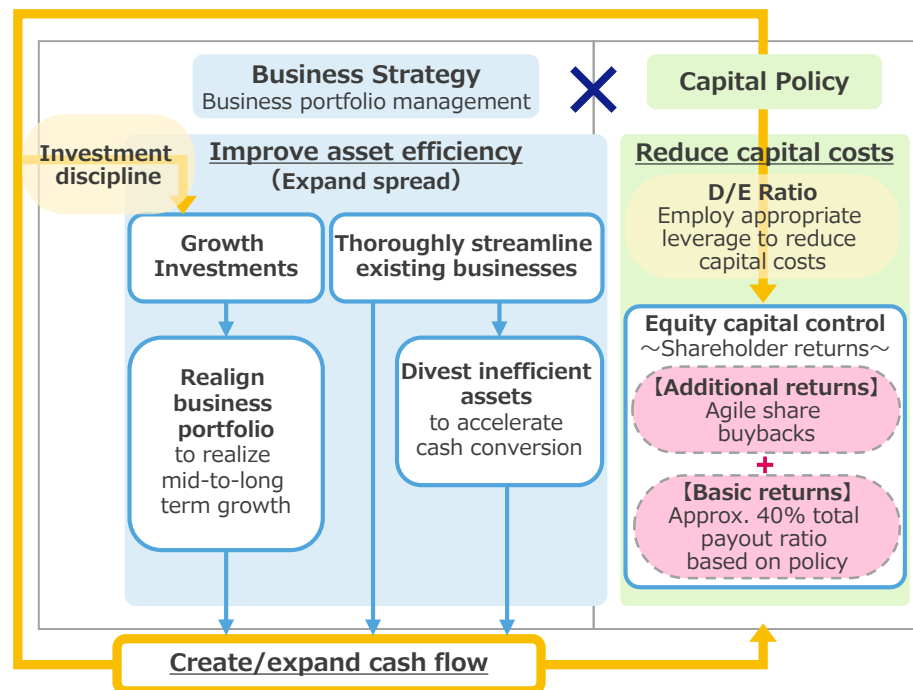 Business Strategy
Business portfolio management
Capital Policy
Investment
discipline
Improve asset efficiency
（Expand spread）
Growth
Investments
Thoroughly streamline
existing businesses
Realign
business
portfolio
to realize
mid-to-long
term growth
Divest inefficient
assets
to accelerate
cash conversion
Reduce capital costs
D/E Ratio
Employ appropriate
leverage to reduce
capital costs
Equity capital control
～Shareholder returns～
【Additional returns】
Agile share
buybacks
+
【Basic returns】
Approx. 40% total
payout ratio
based on policy
Create/expand cash flow